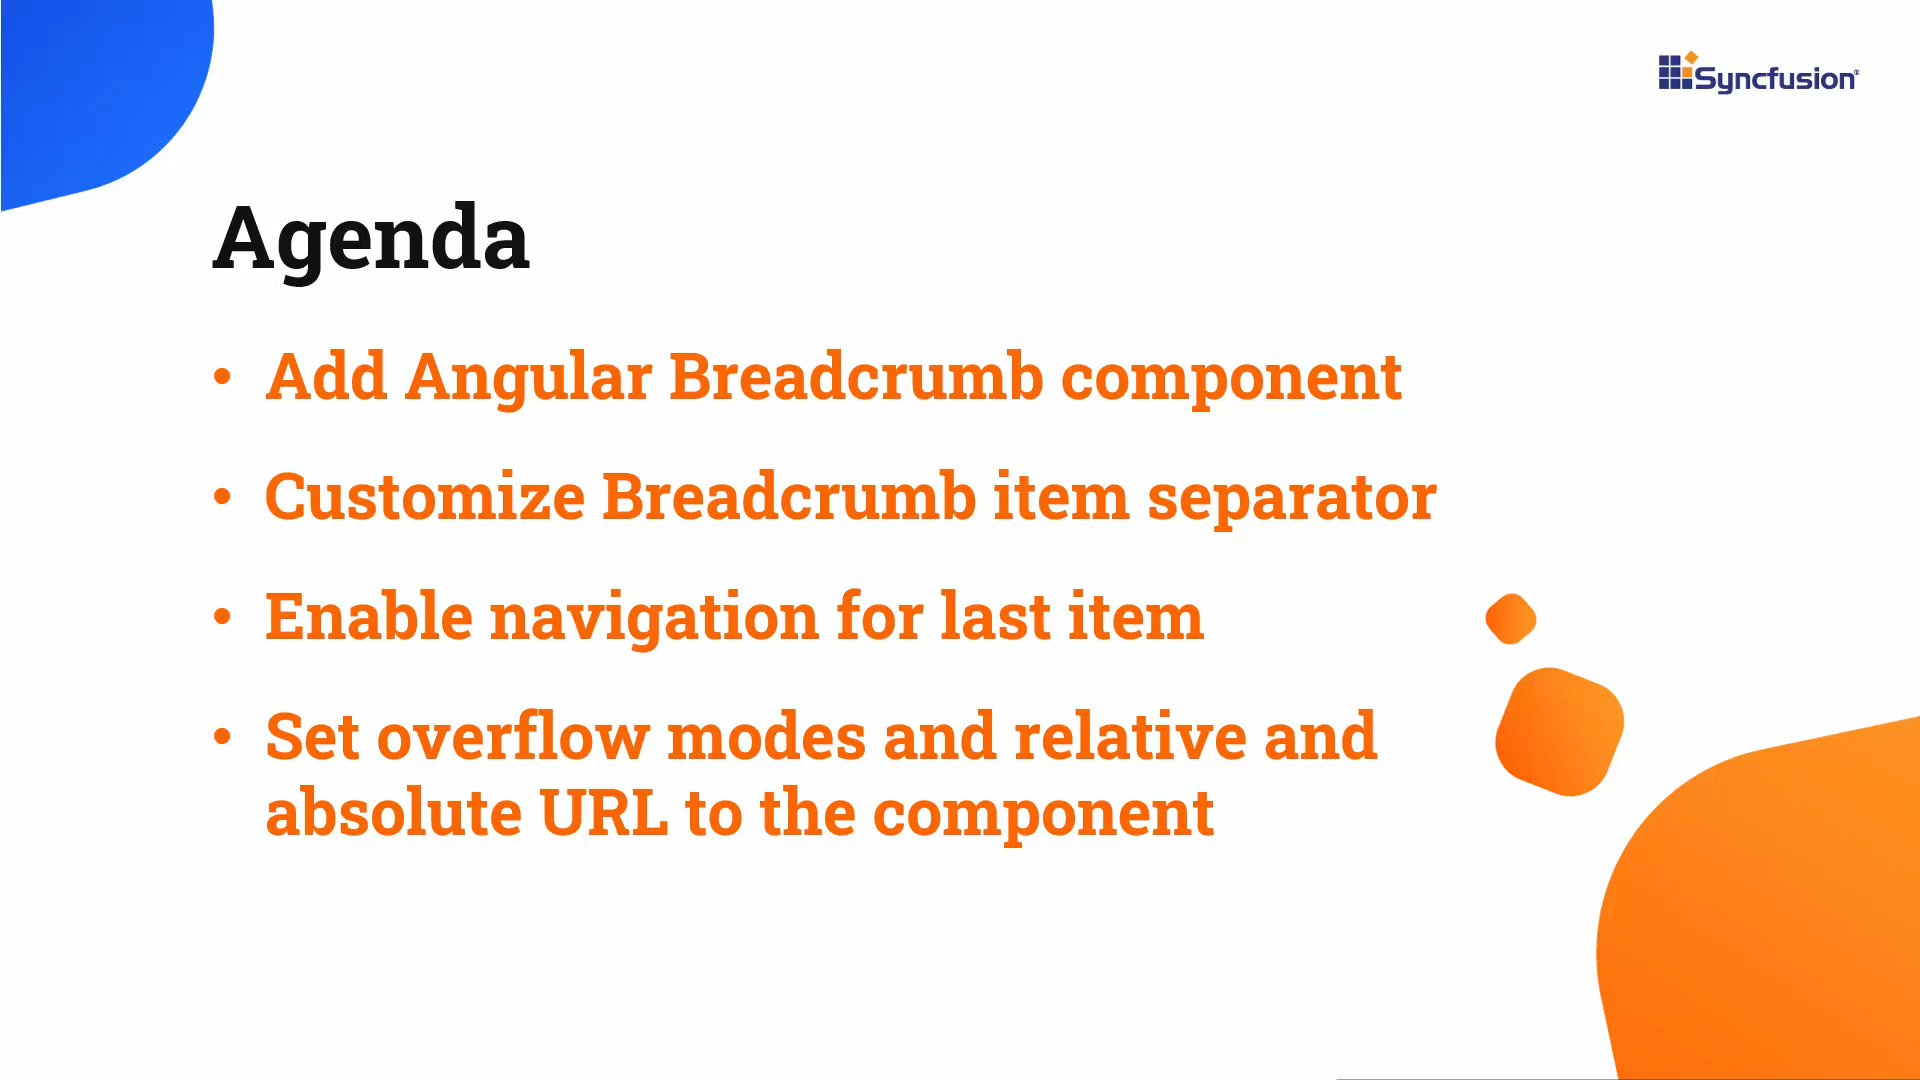 Syncfusion
Agenda
• Add Angular Breadcrumb component
• Customize Breadcrumb item separator
• Enable navigation for last item
• Set overflow modes and relative and
absolute URL to the component